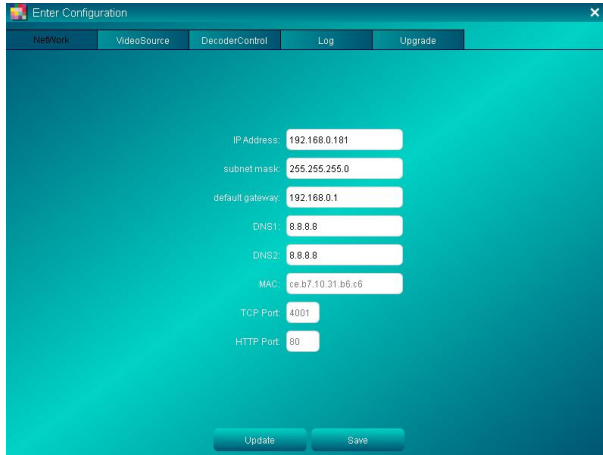 Enter Configuration
NetWork VideoSource DecoderControl Log Upgrade
IP Address: 192.168.0.181
subnet mask: 255.255.255.0
default gateway: 192.168.0.1
DNS1: 8.8.8.8
DNS2: 8.8.8.8
MAC: ce.b7.10.31.b6.c6
TCP Port: 4001
HTTP Port: 80
Update Save